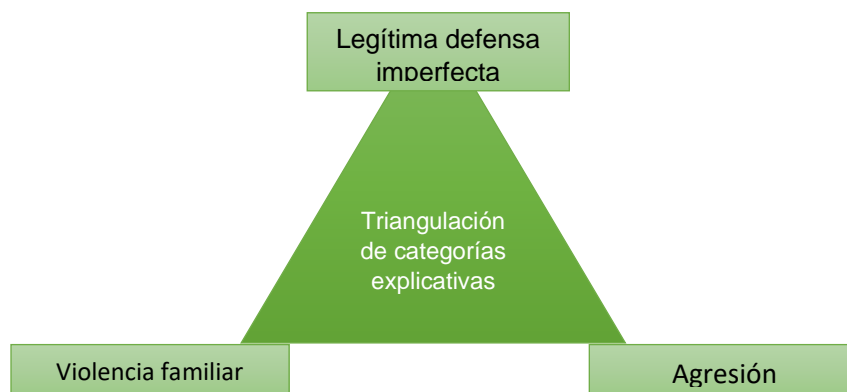 Legítima defensa
imperfecta
Triangulación
de categorías
explicativas
Violencia familiar
Agresión